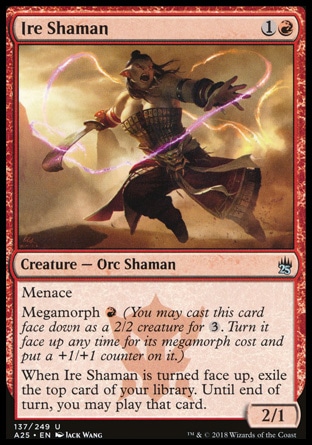 Ire Shaman 1
Creature — Orc Shaman 25
Menace
Megamorph (You may cast this
card face down as a 2/2 creature for 3. Turn it
face up any time for its megamorph cost and
put a +1/+1 counter on it.)
When Ire Shaman is turned face up, exile
the top card of your library. Until end of
turn, you may play that card.
2/1
137/249 U
A25 • EN Jack Wang
™ & © 2018 Wizards of the Coast